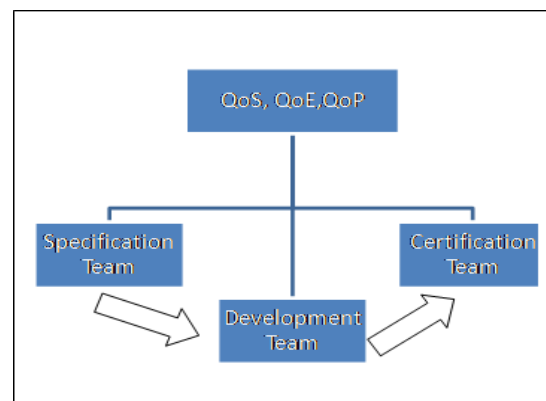 QoS, QoE,QoP
Specification
Team
Certification
Team
Development
Team